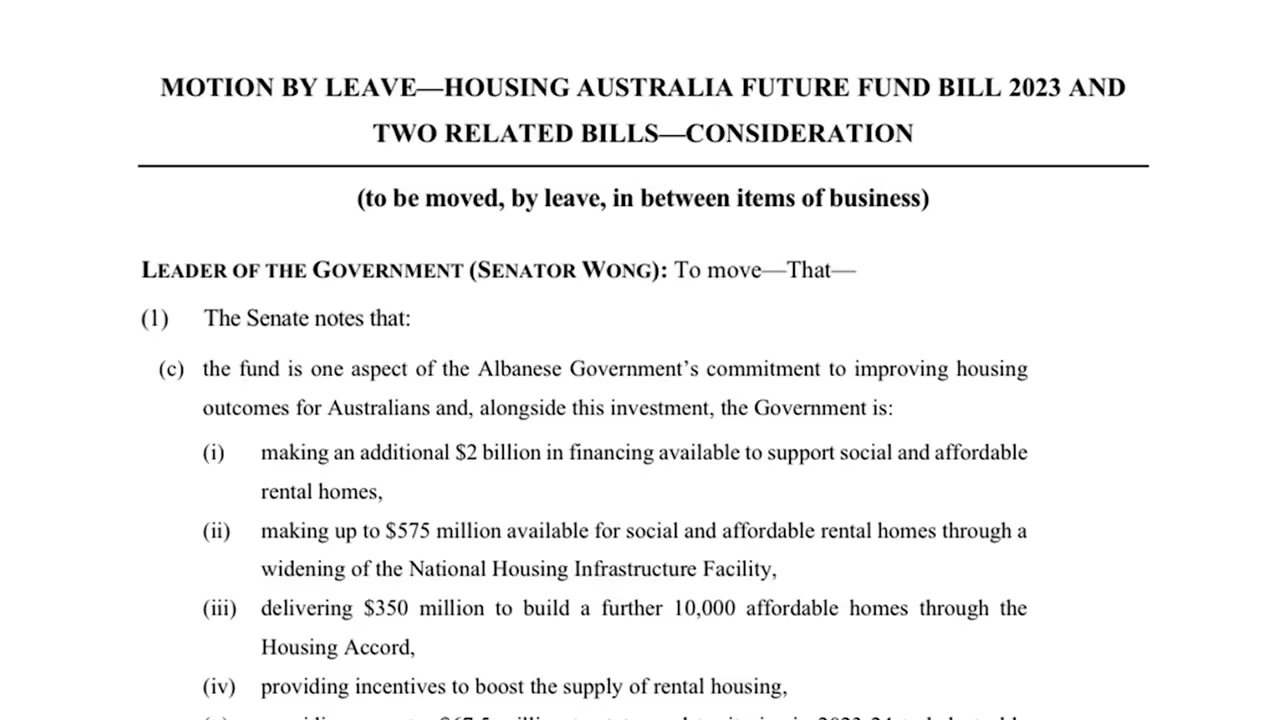 MOTION BY LEAVE—HOUSING AUSTRALIA FUTURE FUND BILL 2023 AND
TWO RELATED BILLS—CONSIDERATION
(to be moved, by leave, in between items of business)
LEADER OF THE GOVERNMENT (SENATOR WONG): To move—That—
(1) The Senate notes that:
(c) the fund is one aspect of the Albanese Government’s commitment to improving housing
outcomes for Australians and, alongside this investment, the Government is:
(i) making an additional $2 billion in financing available to support social and affordable
rental homes,
(ii) making up to $575 million available for social and affordable rental homes through a
widening of the National Housing Infrastructure Facility,
(iii) delivering $350 million to build a further 10,000 affordable homes through the
Housing Accord,
(iv) providing incentives to boost the supply of rental housing,